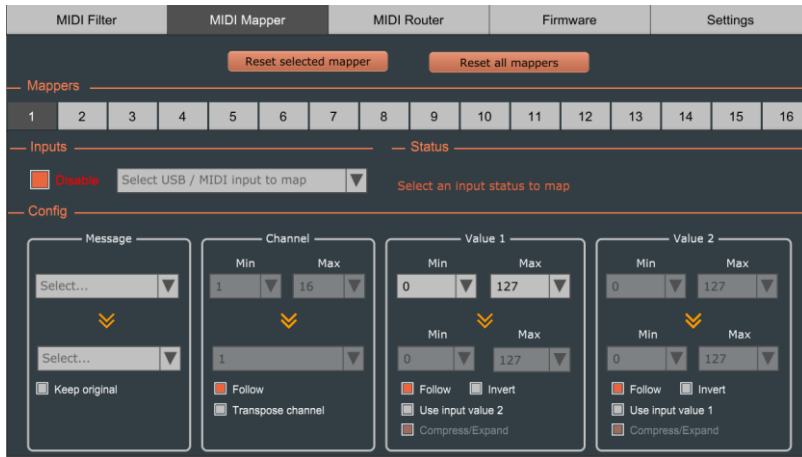 MIDI Filter MIDI Mapper MIDI Router Firmware Settings
Reset selected mapper Reset all mappers
Mappers
1 2 3 4 5 6 7 8 9 10 11 12 13 14 15 16
Inputs Status
Disable Select USB / MIDI input to map Select an input status to map
Config
Message Channel Value 1 Value 2
Min Max Min Max Min Max
Select... 1 16 0 127 0 127
Min Max Min Max
Select... 1 0 127 0 127
Keep original Follow Follow Invert Follow Invert
Transpose channel Use input value 2 Use input value 1
Compress/Expand Compress/Expand